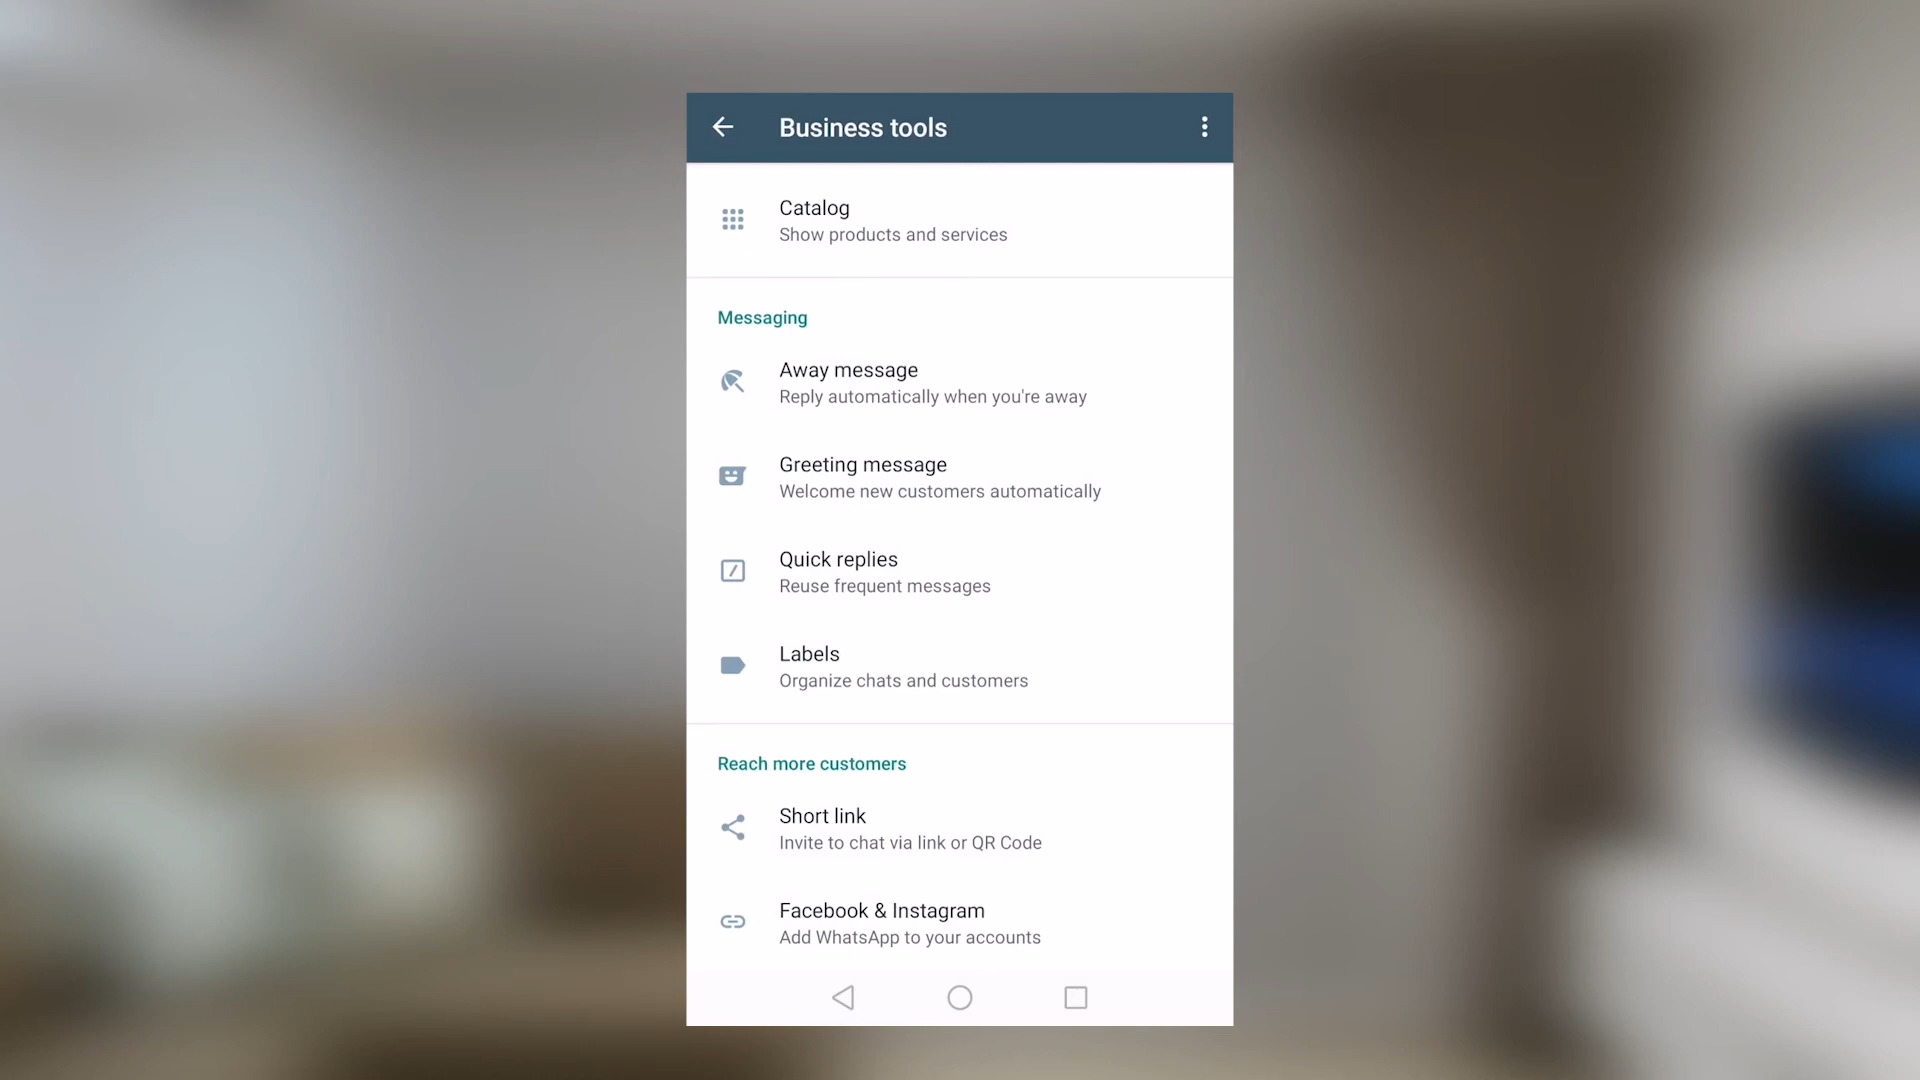 Business tools
Catalog
Show products and services
Messaging
Away message
Reply automatically when you're away
Greeting message
Welcome new customers automatically
Quick replies
Reuse frequent messages
Labels
Organize chats and customers
Reach more customers
Short link
Invite to chat via link or QR Code
Facebook & Instagram
Add WhatsApp to your accounts